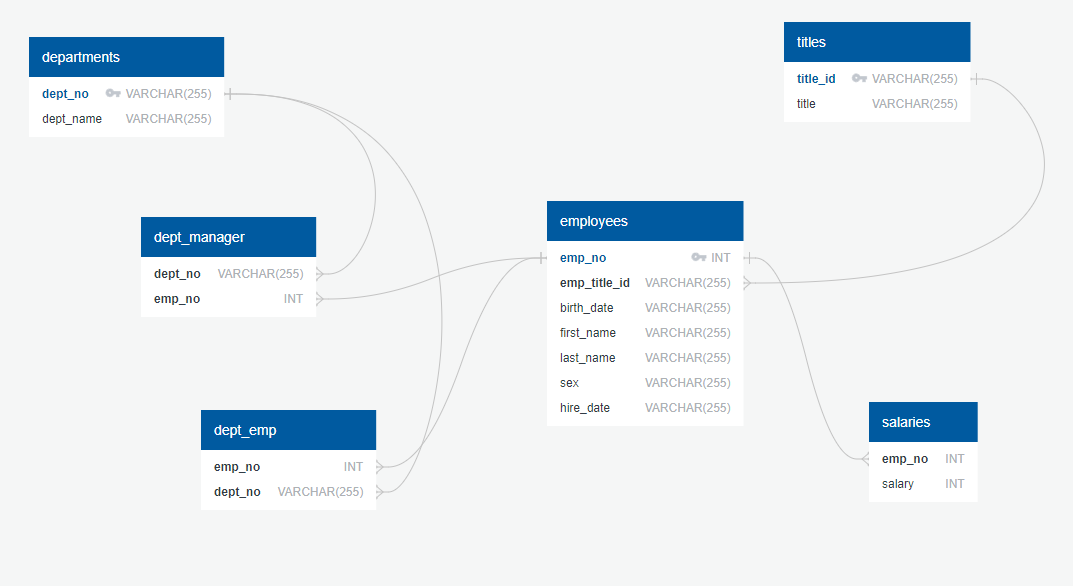 departments
dept_no VARCHAR(255)
dept_name VARCHAR(255)
titles
title_id VARCHAR(255)
title VARCHAR(255)
dept_manager
dept_no VARCHAR(255)
emp_no INT
employees
emp_no INT
emp_title_id VARCHAR(255)
birth_date VARCHAR(255)
first_name VARCHAR(255)
last_name VARCHAR(255)
sex VARCHAR(255)
hire_date VARCHAR(255)
dept_emp
emp_no INT
dept_no VARCHAR(255)
salaries
emp_no INT
salary INT